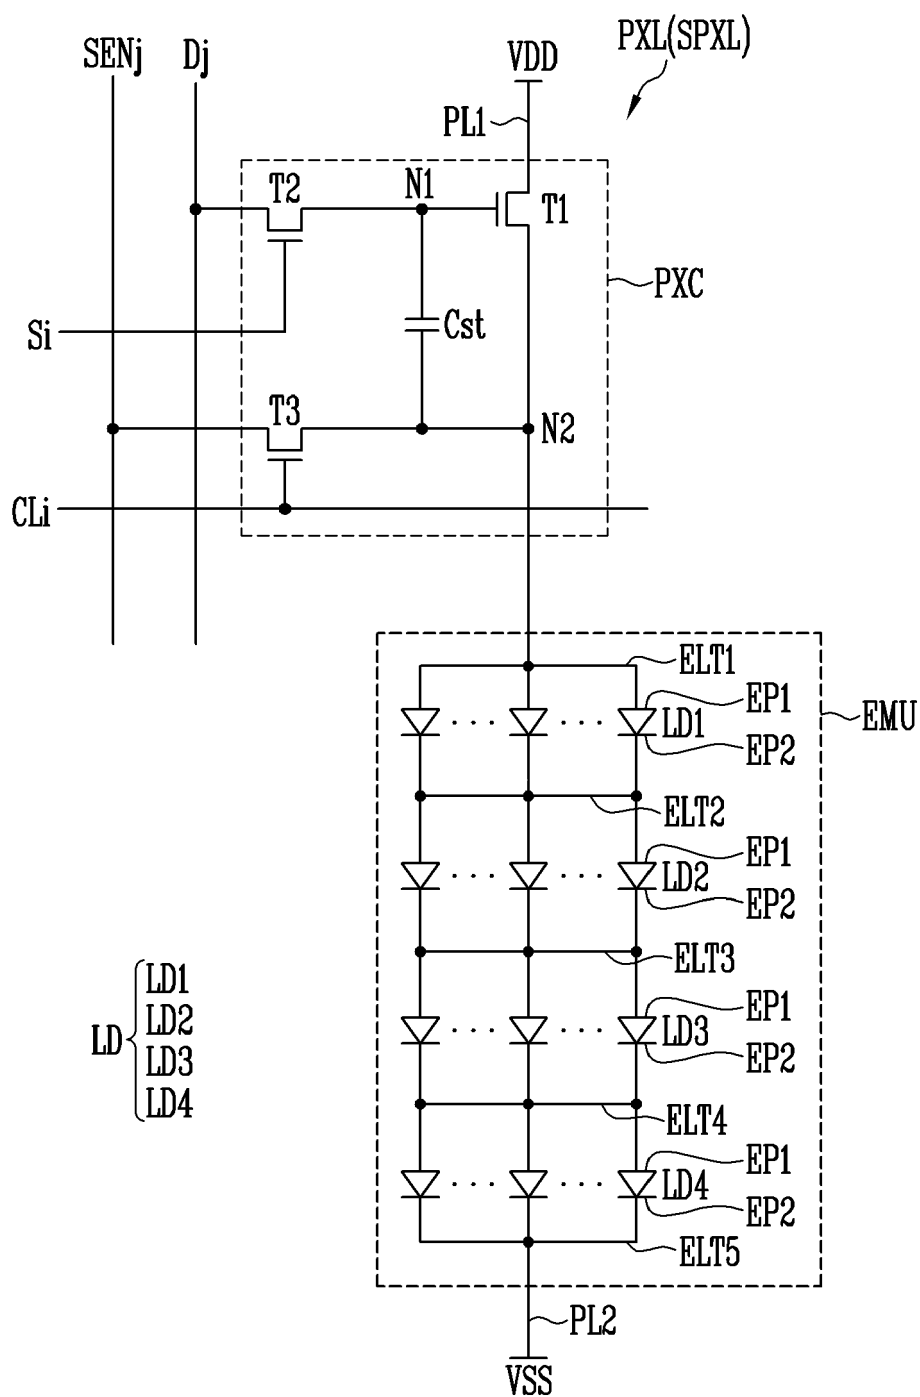 PXL(SPXL)
SENj
Dj
VDD
PL1
T2
N1
T1
PXC
Si
Cst
T3
N2
CLi
ELT1
EP1
LD1
EMU
EP2
ELT2
EP1
LD2
EP2
ELT3
LD
LD1
LD2
LD3
LD4
EP1
LD3
EP2
ELT4
EP1
LD4
EP2
ELT5
PL2
VSS